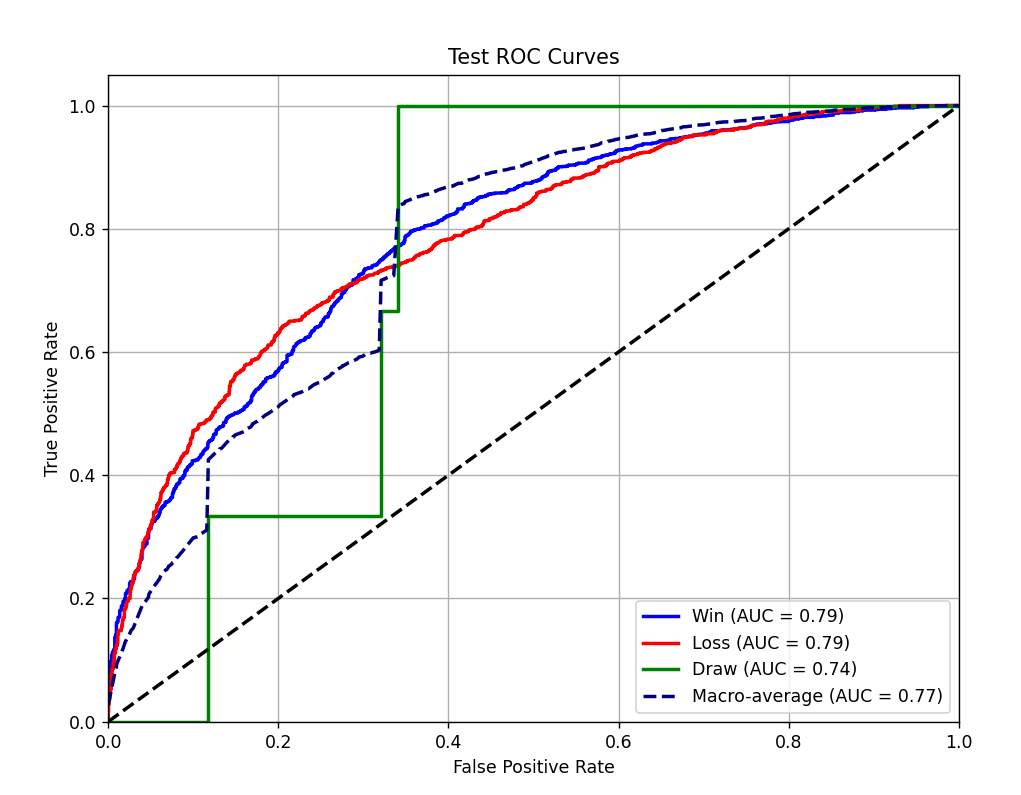 Test ROC Curves
True Positive Rate
1.0
0.8
0.6
0.4
0.2
0.0
0.0 0.2 0.4 0.6 0.8 1.0
False Positive Rate
Win (AUC = 0.79)
Loss (AUC = 0.79)
Draw (AUC = 0.74)
Macro-average (AUC = 0.77)